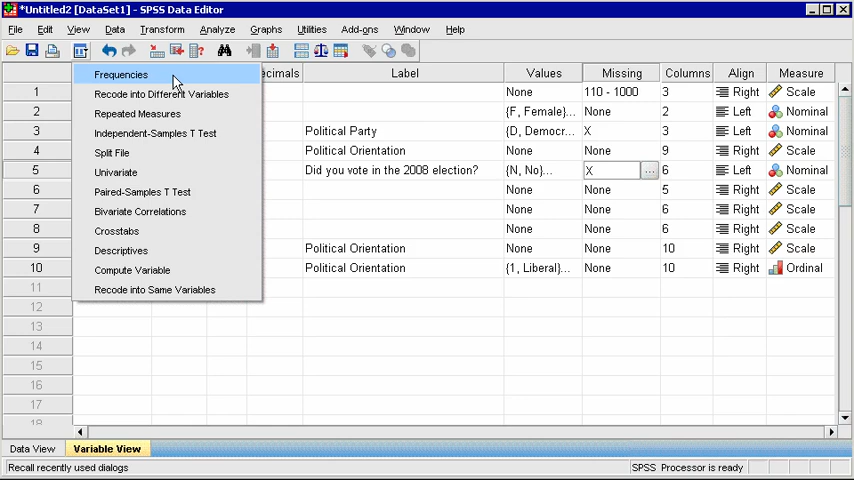 *Untitled2 [DataSet1] - SPSS Data Editor
File Edit View Data Transform Analyze Graphs Utilities Add-ons Window Help
Frequencies
Recode into Different Variables
Repeated Measures
Independent-Samples T Test
Split File
Univariate
Paired-Samples T Test
Bivariate Correlations
Crosstabs
Descriptives
Compute Variable
Recode into Same Variables
ecimals Label Values Missing Columns Align Measure
1 None 110 - 1000 3 Right Scale
2 {F, Female}... None 2 Left Nominal
3 Political Party {D, Democr... X 3 Left Nominal
4 Political Orientation None None 9 Right Scale
5 Did you vote in the 2008 election? {N, No}... X ... 6 Left Nominal
6 None None 5 Right Scale
7 None None 6 Right Scale
8 None None 6 Right Scale
9 Political Orientation None None 10 Right Scale
10 Political Orientation {1, Liberal}... None 10 Right Ordinal
11
12
13
14
15
16
17
18
Data View Variable View
Recall recently used dialogs SPSS Processor is ready